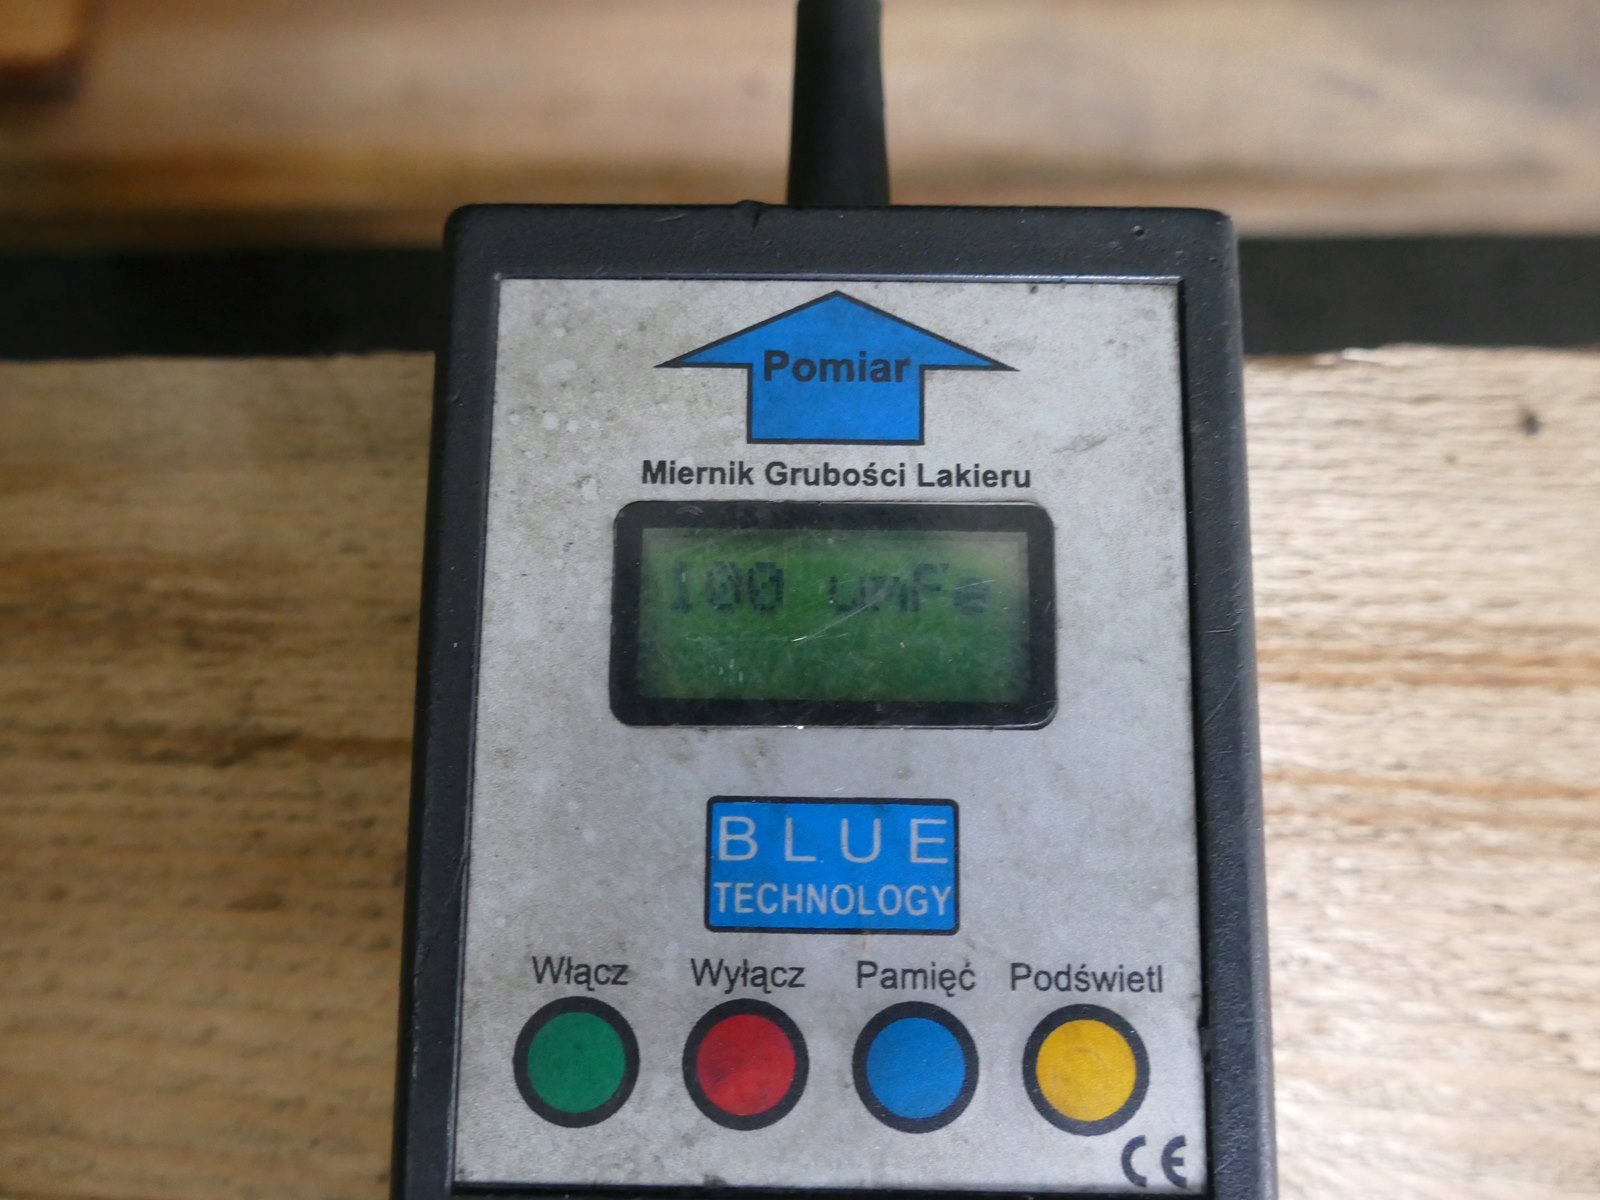 Pomiar
Miernik Grubości Lakieru
100 umFe
BLUE
TECHNOLOGY
Włącz Wyłącz Pamięć Podświetl
CE